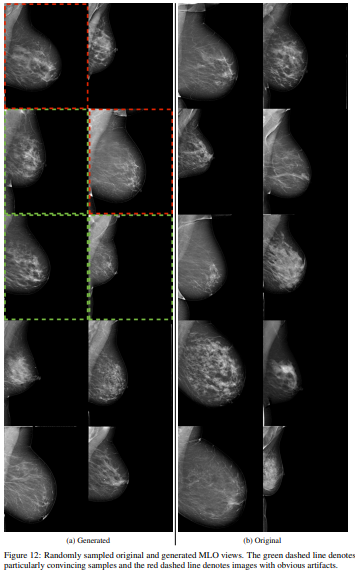 (a) Generated
(b) Original
Figure 12: Randomly sampled original and generated MLO views. The green dashed line denotes
particularly convincing samples and the red dashed line denotes images with obvious artifacts.